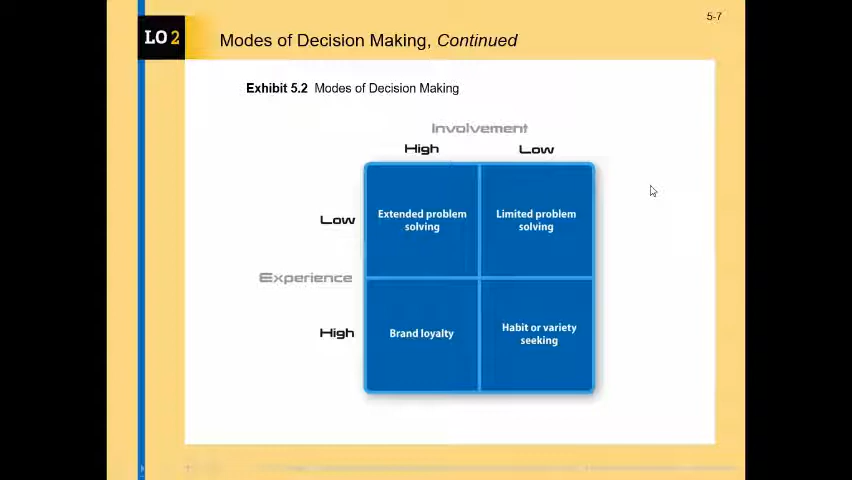 5-7
LO 2
Modes of Decision Making, Continued
Exhibit 5.2 Modes of Decision Making
Involvement
High Low
Low
Extended problem
solving
Limited problem
solving
Experience
High
Brand loyalty
Habit or variety
seeking